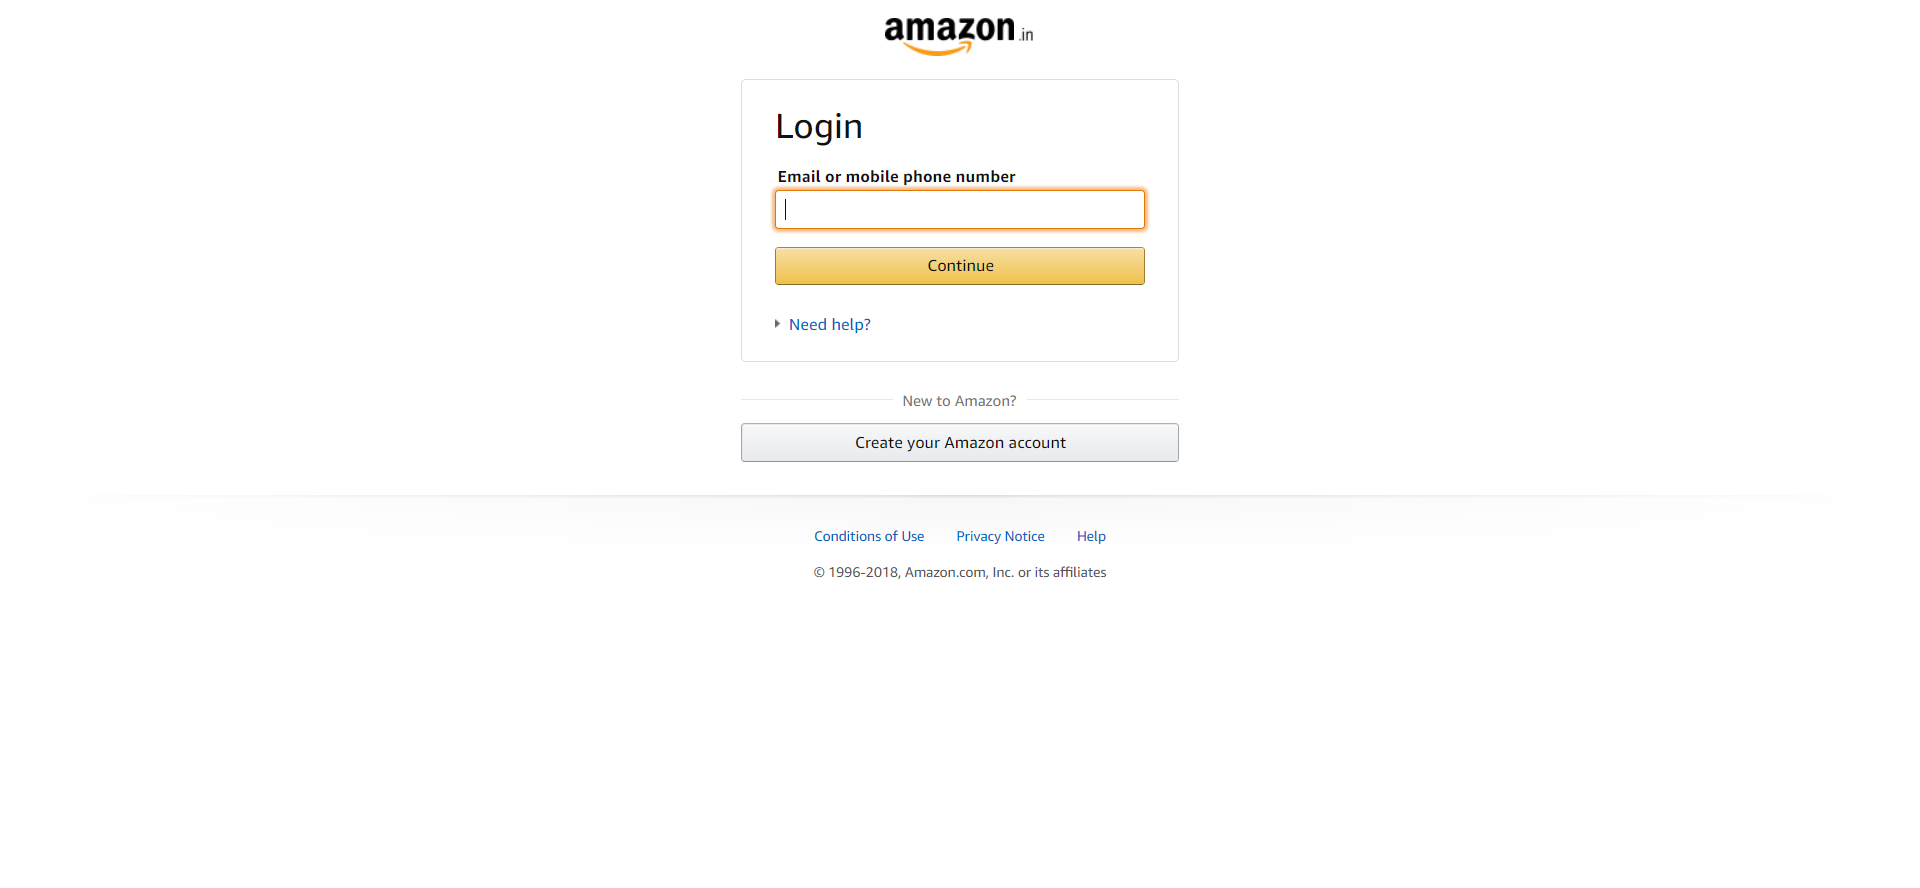 amazon.in
Login
Email or mobile phone number
Continue
Need help?
New to Amazon?
Create your Amazon account
Conditions of Use Privacy Notice Help
© 1996-2018, Amazon.com, Inc. or its affiliates